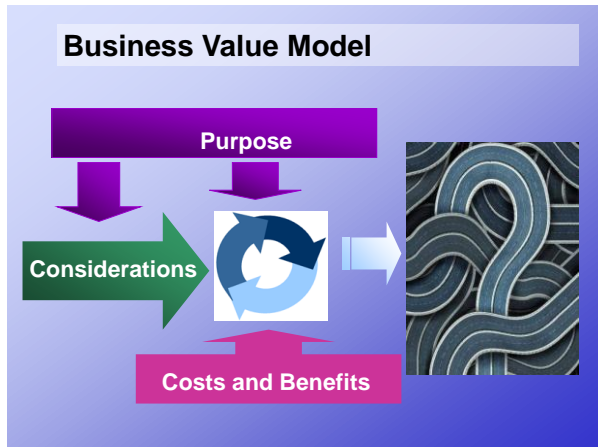 Business Value Model
Purpose
Considerations
Costs and Benefits